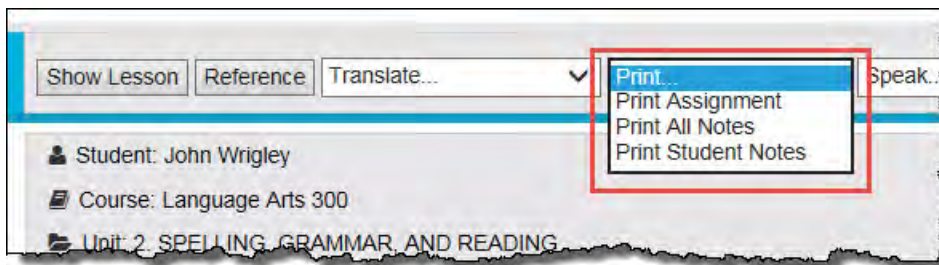 Show Lesson Reference Translate... Print... Speak..
Print Assignment
Print All Notes
Print Student Notes
Student: John Wrigley
Course: Language Arts 300
Unit: 2. SPELLING, GRAMMAR, AND READING